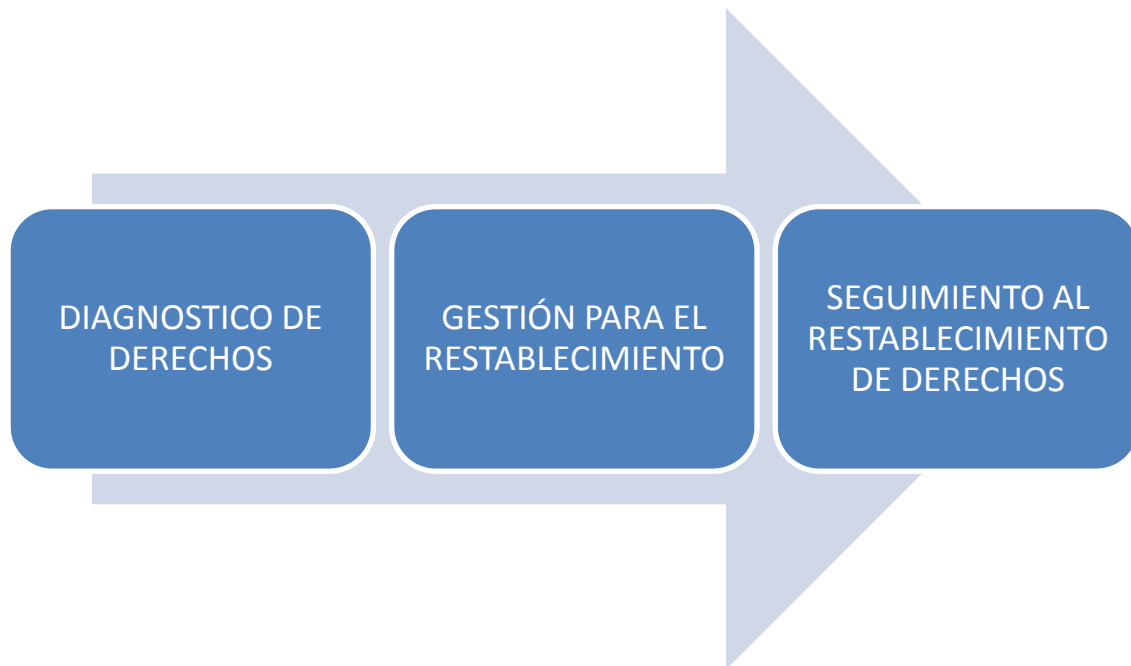 DIAGNOSTICO DE
DERECHOS
GESTIÓN PARA EL
RESTABLECIMIENTO
SEGUIMIENTO AL
RESTABLECIMIENTO
DE DERECHOS